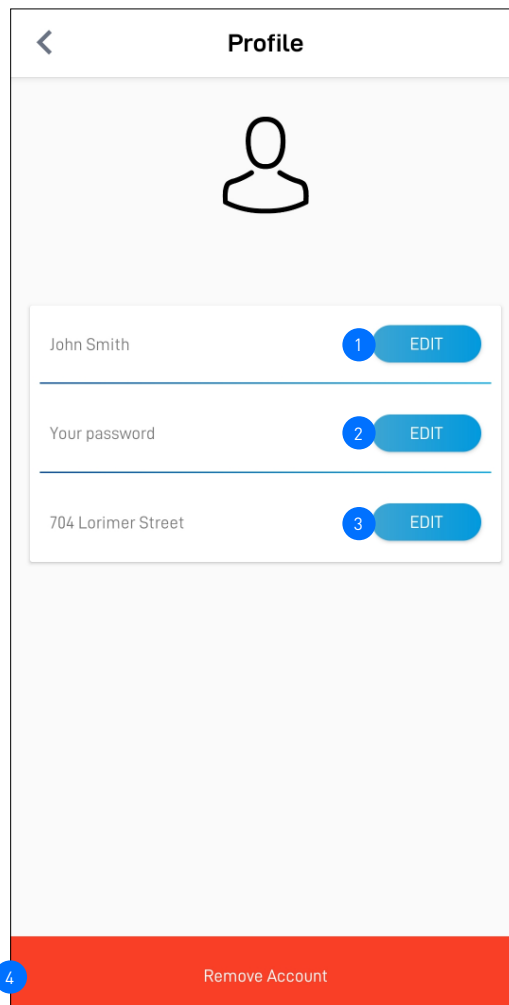 Profile
John Smith
1 EDIT
Your password
2 EDIT
704 Lorimer Street
3 EDIT
4 Remove Account